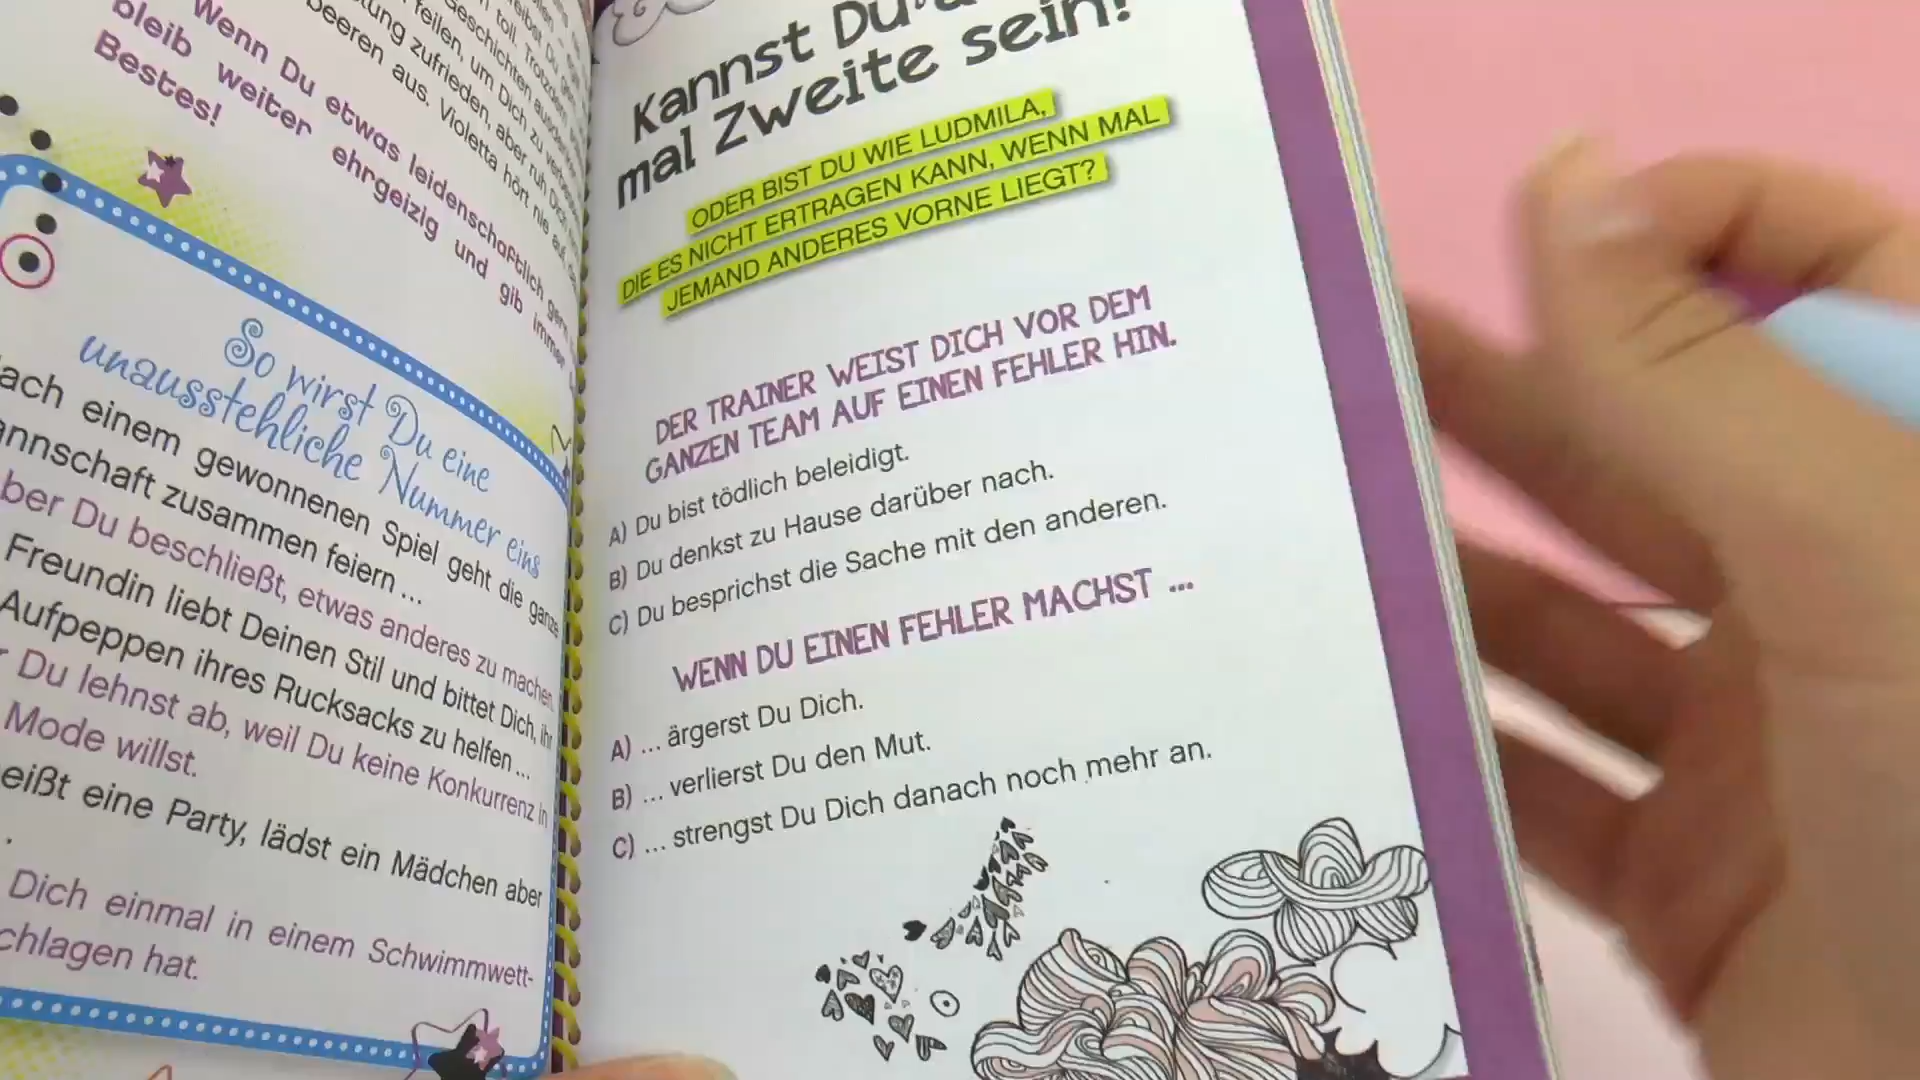 Wenn Du etwas leidenschaftlich
bleib weiter ehrgeizig und gib immer
Bestes!
So wirst Du eine
unausstehliche Nummer eins
ach einem gewonnenen Spiel geht die ganze
annschaft zusammen feiern ...
ber Du beschließt, etwas anderes zu machen.
Freundin liebt Deinen Stil und bittet Dich, ihr
Aufpeppen ihres Rucksacks zu helfen ...
r Du lehnst ab, weil Du keine Konkurrenz in
Mode willst.
eißt eine Party, lädst ein Mädchen aber
.
Dich einmal in einem Schwimmwett-
chlagen hat.
Kannst Du
mal Zweite sein?
ODER BIST DU WIE LUDMILA,
DIE ES NICHT ERTRAGEN KANN, WENN MAL
JEMAND ANDERES VORNE LIEGT?
DER TRAINER WEIST DICH VOR DEM
GANZEN TEAM AUF EINEN FEHLER HIN.
A) Du bist tödlich beleidigt.
B) Du denkst zu Hause darüber nach.
C) Du besprichst die Sache mit den anderen.
WENN DU EINEN FEHLER MACHST ...
A) ... ärgerst Du Dich.
B) ... verlierst Du den Mut.
C) ... strengst Du Dich danach noch mehr an.